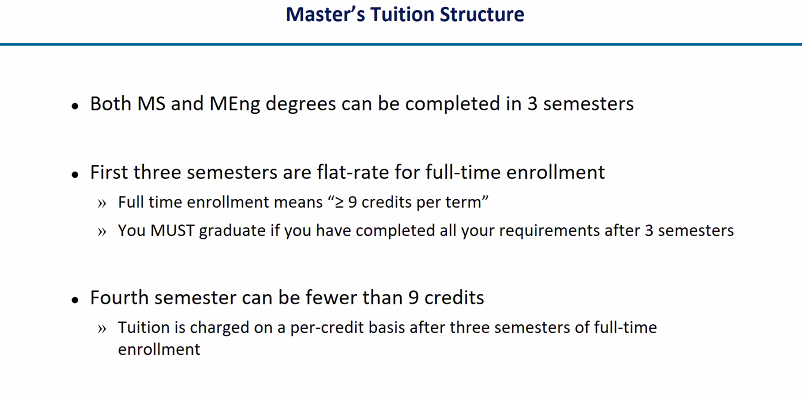 Master’s Tuition Structure
• Both MS and MEng degrees can be completed in 3 semesters
• First three semesters are flat-rate for full-time enrollment
» Full time enrollment means “≥ 9 credits per term”
» You MUST graduate if you have completed all your requirements after 3 semesters
• Fourth semester can be fewer than 9 credits
» Tuition is charged on a per-credit basis after three semesters of full-time
enrollment